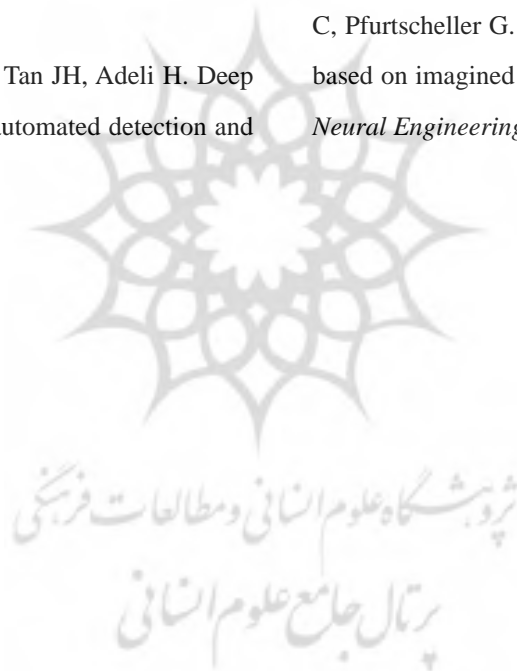 Tan JH, Adeli H. Deep
automated detection and
C, Pfurtscheller G.
based on imagined
Neural Engineering
پژوهشگاه علوم انسانی و مطالعات فرهنگی
پرتال جامع علوم انسانی